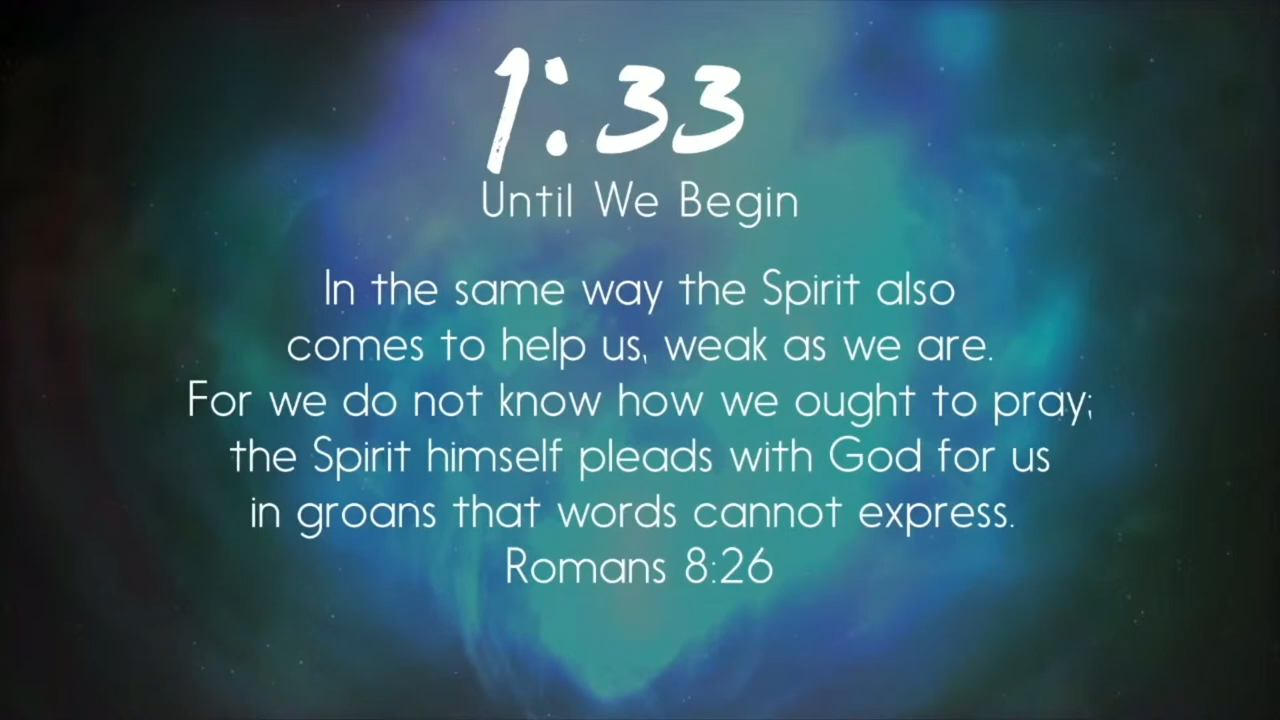 1:33
Until We Begin
In the same way the Spirit also
comes to help us, weak as we are.
For we do not know how we ought to pray;
the Spirit himself pleads with God for us
in groans that words cannot express.
Romans 8:26